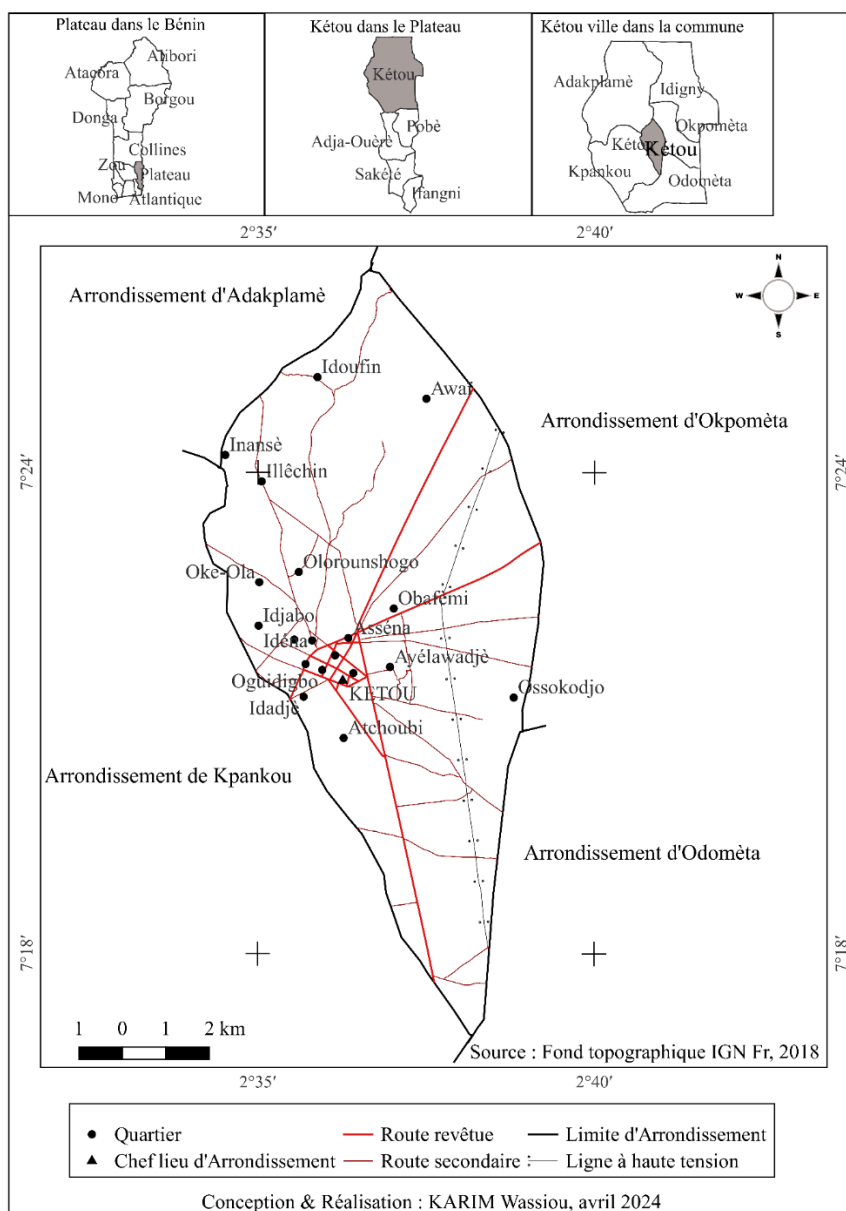 Plateau dans le Bénin
Kétou dans le Plateau
Kétou ville dans la commune
Alibori
Atacora
Borgou
Donga
Collines
Zou
Plateau
Mono
Atlantique
Kétou
Pobè
Adja-Ouèrè
Sakété
Ifangni
Adakplamè
Idigny
Okpomèta
Kétou
Kétou
Kpankou
Odomèta
2°35′
2°40′
Arrondissement d'Adakplamè
N
W
E
S
Idoufin
Awaï
Arrondissement d'Okpomèta
Inansè
7°24′
7°24′
Illêchin
Olorounshogo
Oke-Ola
Obafèmi
Idjabo
Assèna
Idéna
Ayélawadjè
Oguidigbo
KETOU
Ossokodjo
Idadjè
Atchoubi
Arrondissement de Kpankou
Arrondissement d'Odomèta
7°18′
7°18′
1 0 1 2 km
Source : Fond topographique IGN Fr, 2018
2°35′
2°40′
Quartier
Route revêtue
Limite d'Arrondissement
Chef lieu d'Arrondissement
Route secondaire
Ligne à haute tension
Conception & Réalisation : KARIM Wassiou, avril 2024